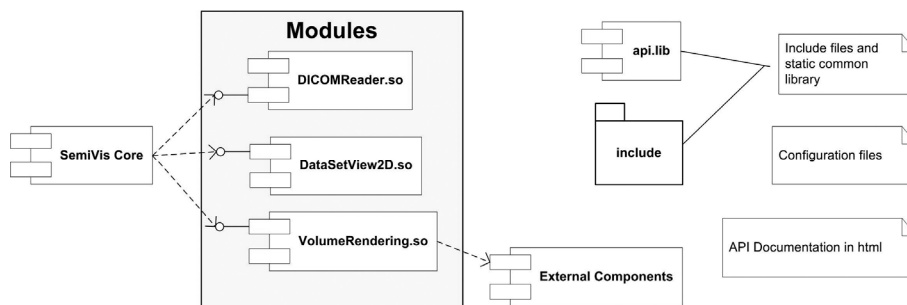 Modules
DICOMReader.so
SemiVis Core
DataSetView2D.so
VolumeRendering.so
External Components
api.lib
include
Include files and
static common
library
Configuration files
API Documentation in html